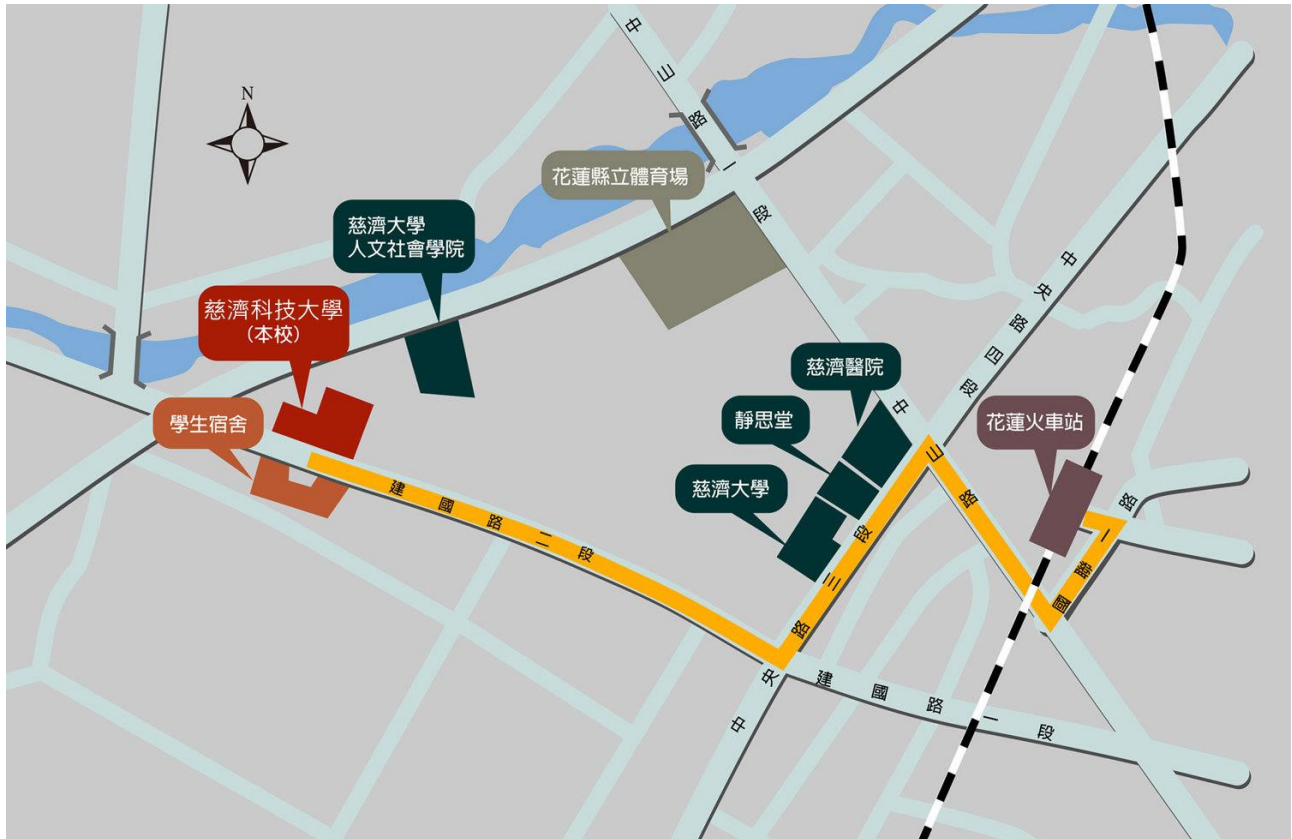 N
中山路一段
花蓮縣立體育場
慈濟大學
人文社會學院
慈濟科技大學
(本校)
學生宿舍
中央路四段
慈濟醫院
靜思堂
慈濟大學
花蓮火車站
中山路
國聯一路
建國路二段
中央路三段
建國路一段